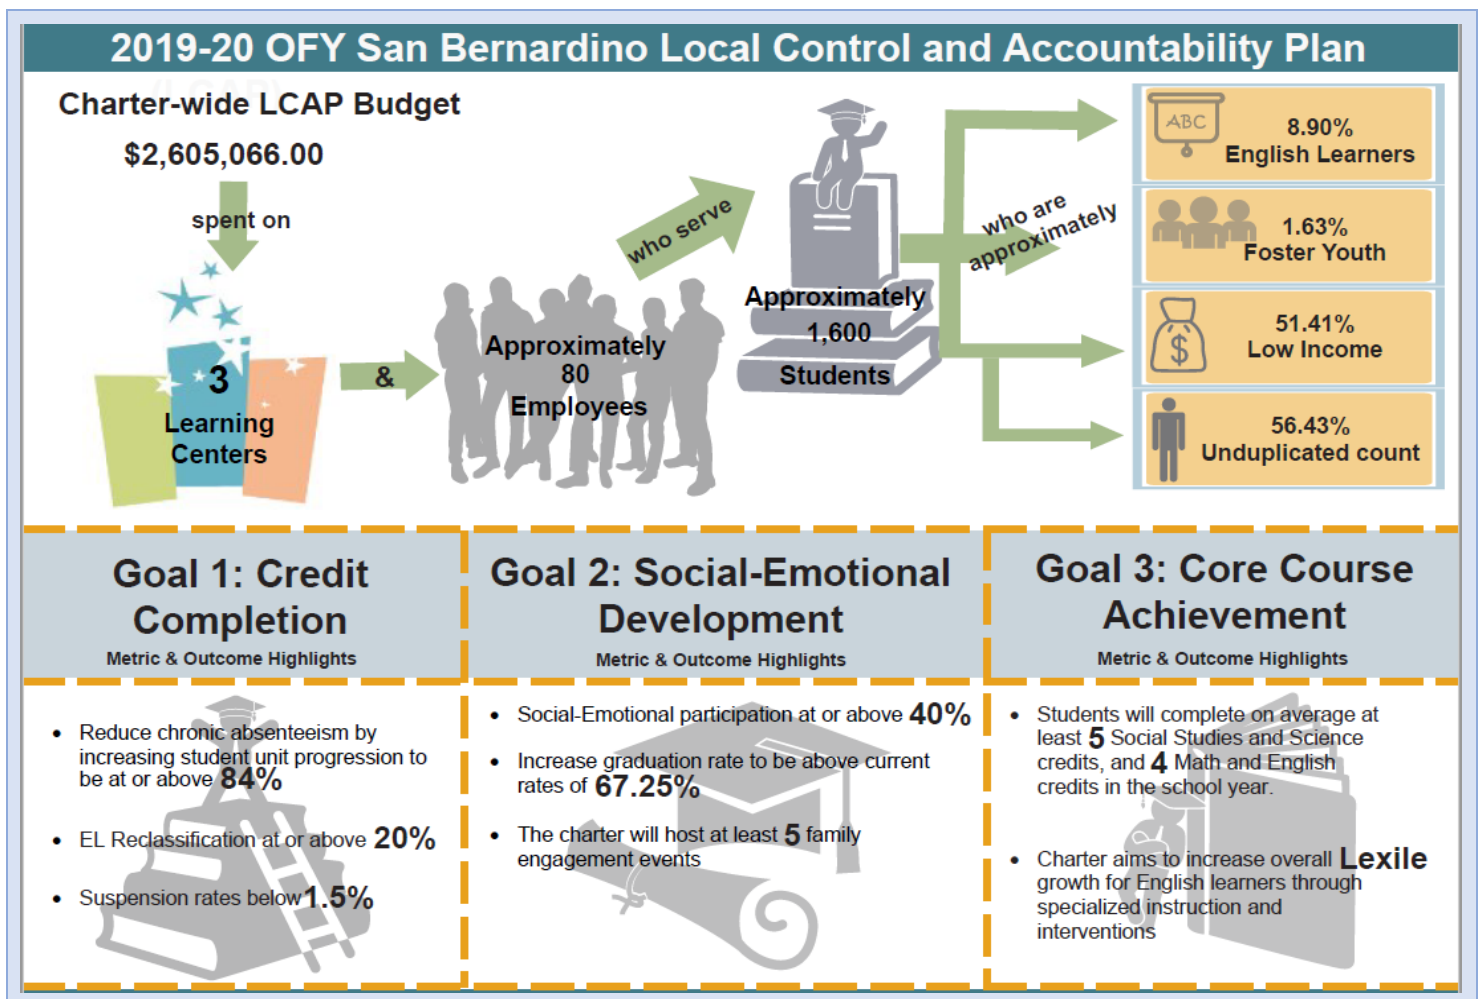 2019-20 OFY San Bernardino Local Control and Accountability Plan
(LCAP)
Charter-wide LCAP Budget
$2,605,066.00
spent on
3
Learning
Centers
&
Approximately
80
Employees
who serve
Approximately
1,600
Students
who are
approximately
ABC
8.90%
English Learners
1.63%
Foster Youth
$
51.41%
Low Income
56.43%
Unduplicated count
Goal 1: Credit
Completion
Metric & Outcome Highlights
• Reduce chronic absenteeism by
increasing student unit progression to
be at or above 84%
• EL Reclassification at or above 20%
• Suspension rates below 1.5%
Goal 2: Social-Emotional
Development
Metric & Outcome Highlights
• Social-Emotional participation at or above 40%
• Increase graduation rate to be above current
rates of 67.25%
• The charter will host at least 5 family
engagement events
Goal 3: Core Course
Achievement
Metric & Outcome Highlights
• Students will complete on average at
least 5 Social Studies and Science
credits, and 4 Math and English
credits in the school year.
• Charter aims to increase overall Lexile
growth for English learners through
specialized instruction and
interventions